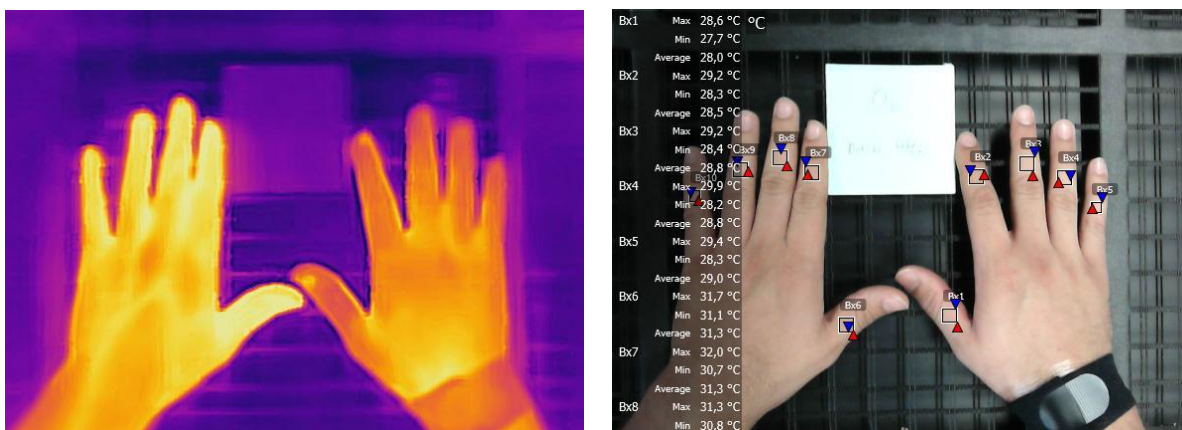 Bx1 Max 28,6 °C °C
Min 27,7 °C
Average 28,0 °C
Bx2 Max 29,2 °C
Min 28,3 °C
Average 28,5 °C
Bx3 Max 29,2 °C
Min 28,4 °C
Average 28,8 °C
Bx4 Max 29,9 °C
Min 28,2 °C
Average 28,8 °C
Bx5 Max 29,4 °C
Min 28,3 °C
Average 29,0 °C
Bx6 Max 31,7 °C
Min 31,1 °C
Average 31,3 °C
Bx7 Max 32,0 °C
Min 30,7 °C
Average 31,3 °C
Bx8 Max 31,3 °C
Min 30,8 °C
Bx10
Bx9
Bx8
Bx7
Bx2
Bx3
Bx4
Bx5
Bx6
Bx1